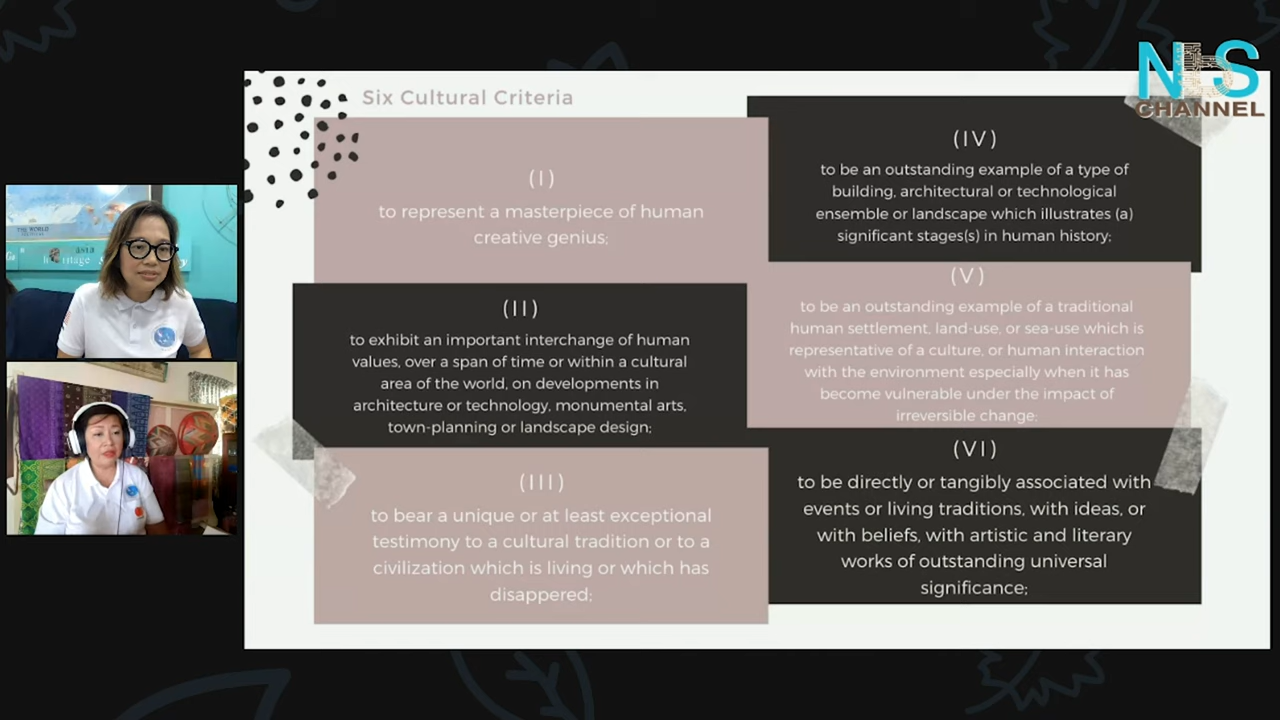 Six Cultural Criteria
(I)
to represent a masterpiece of human
creative genius;
(II)
to exhibit an important interchange of human
values, over a span of time or within a cultural
area of the world, on developments in
architecture or technology, monumental arts,
town-planning or landscape design;
(III)
to bear a unique or at least exceptional
testimony to a cultural tradition or to a
civilization which is living or which has
disappered;
(IV)
to be an outstanding example of a type of
building, architectural or technological
ensemble or landscape which illustrates (a)
significant stages(s) in human history;
(V)
to be an outstanding example of a traditional
human settlement, land-use, or sea-use which is
representative of a culture, or human interaction
with the environment especially when it has
become vulnerable under the impact of
irreversible change;
(VI)
to be directly or tangibly associated with
events or living traditions, with ideas, or
with beliefs, with artistic and literary
works of outstanding universal
significance;
NHS
CHANNEL
THE WORLD
asia